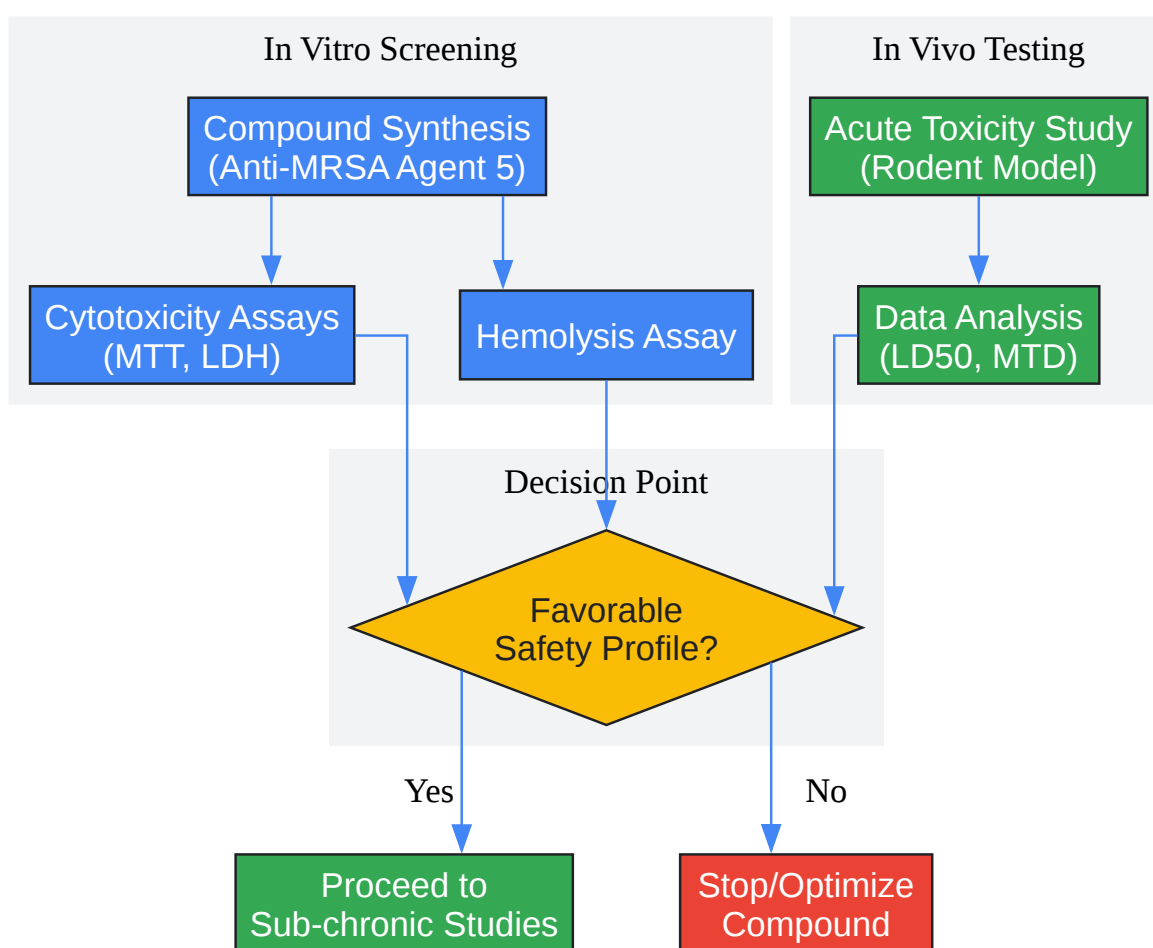 In Vitro Screening
Compound Synthesis
(Anti-MRSA Agent 5)
Cytotoxicity Assays
(MTT, LDH)
Hemolysis Assay
In Vivo Testing
Acute Toxicity Study
(Rodent Model)
Data Analysis
(LD50, MTD)
Decision Point
Favorable
Safety Profile?
Yes
No
Proceed to
Sub-chronic Studies
Stop/Optimize
Compound